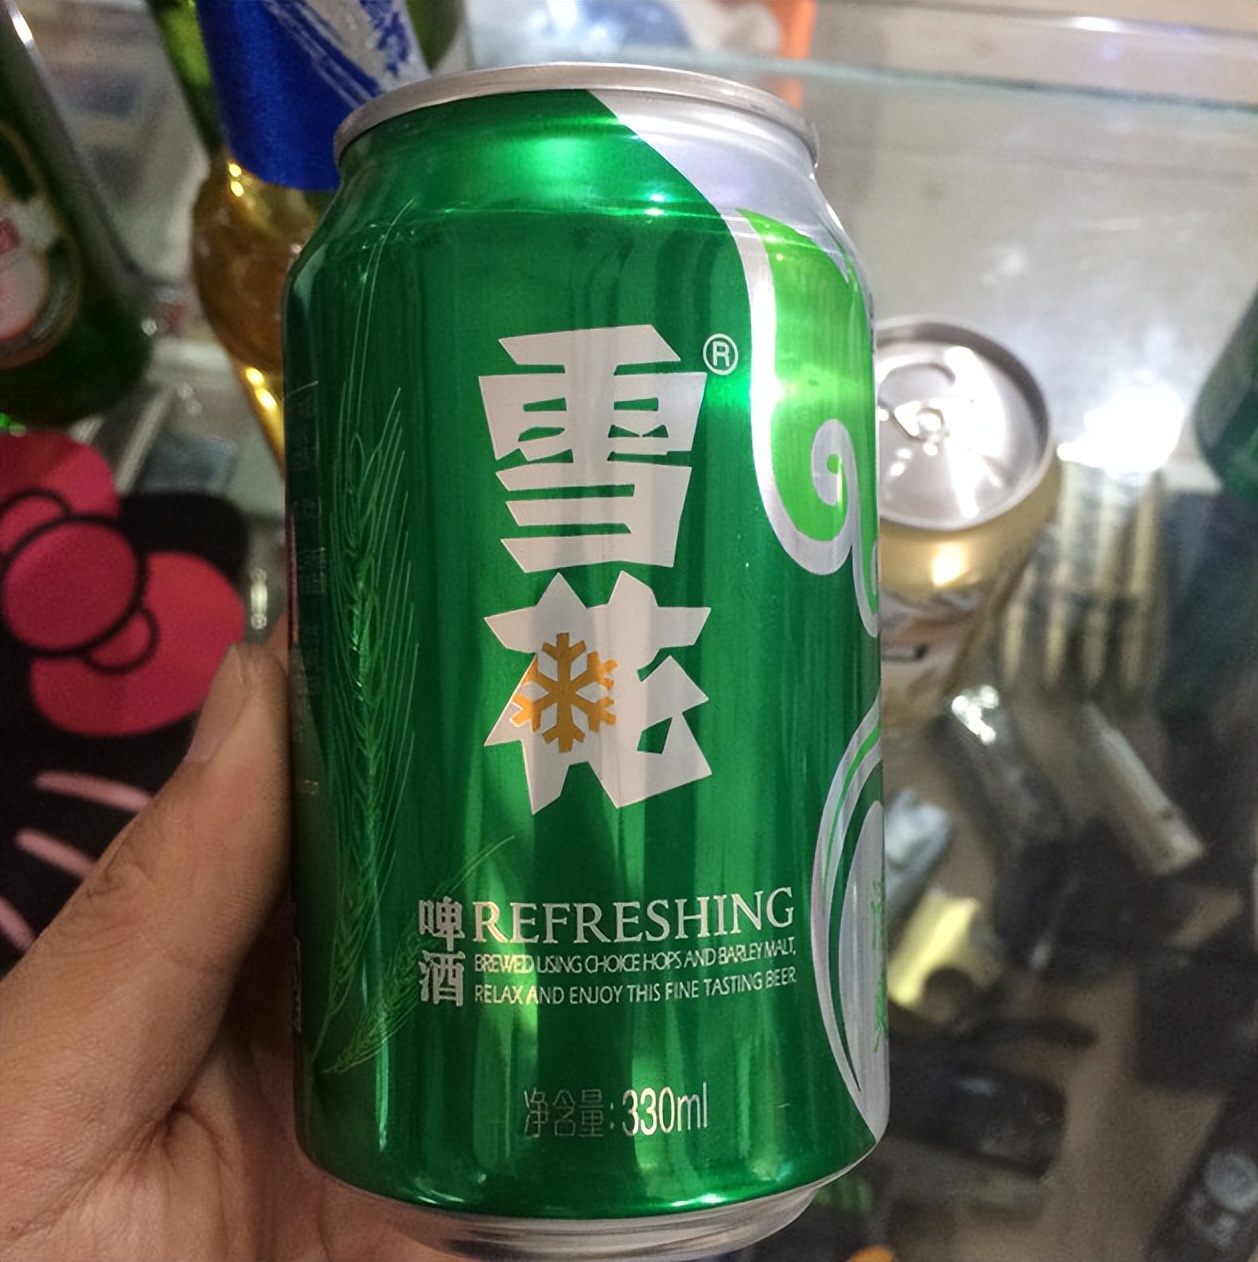 雪花®
啤酒
REFRESHING
BREWED USING CHOICE HOPS AND BARLEY MALT,
RELAX AND ENJOY THIS FINE TASTING BEER.
净含量:330ml